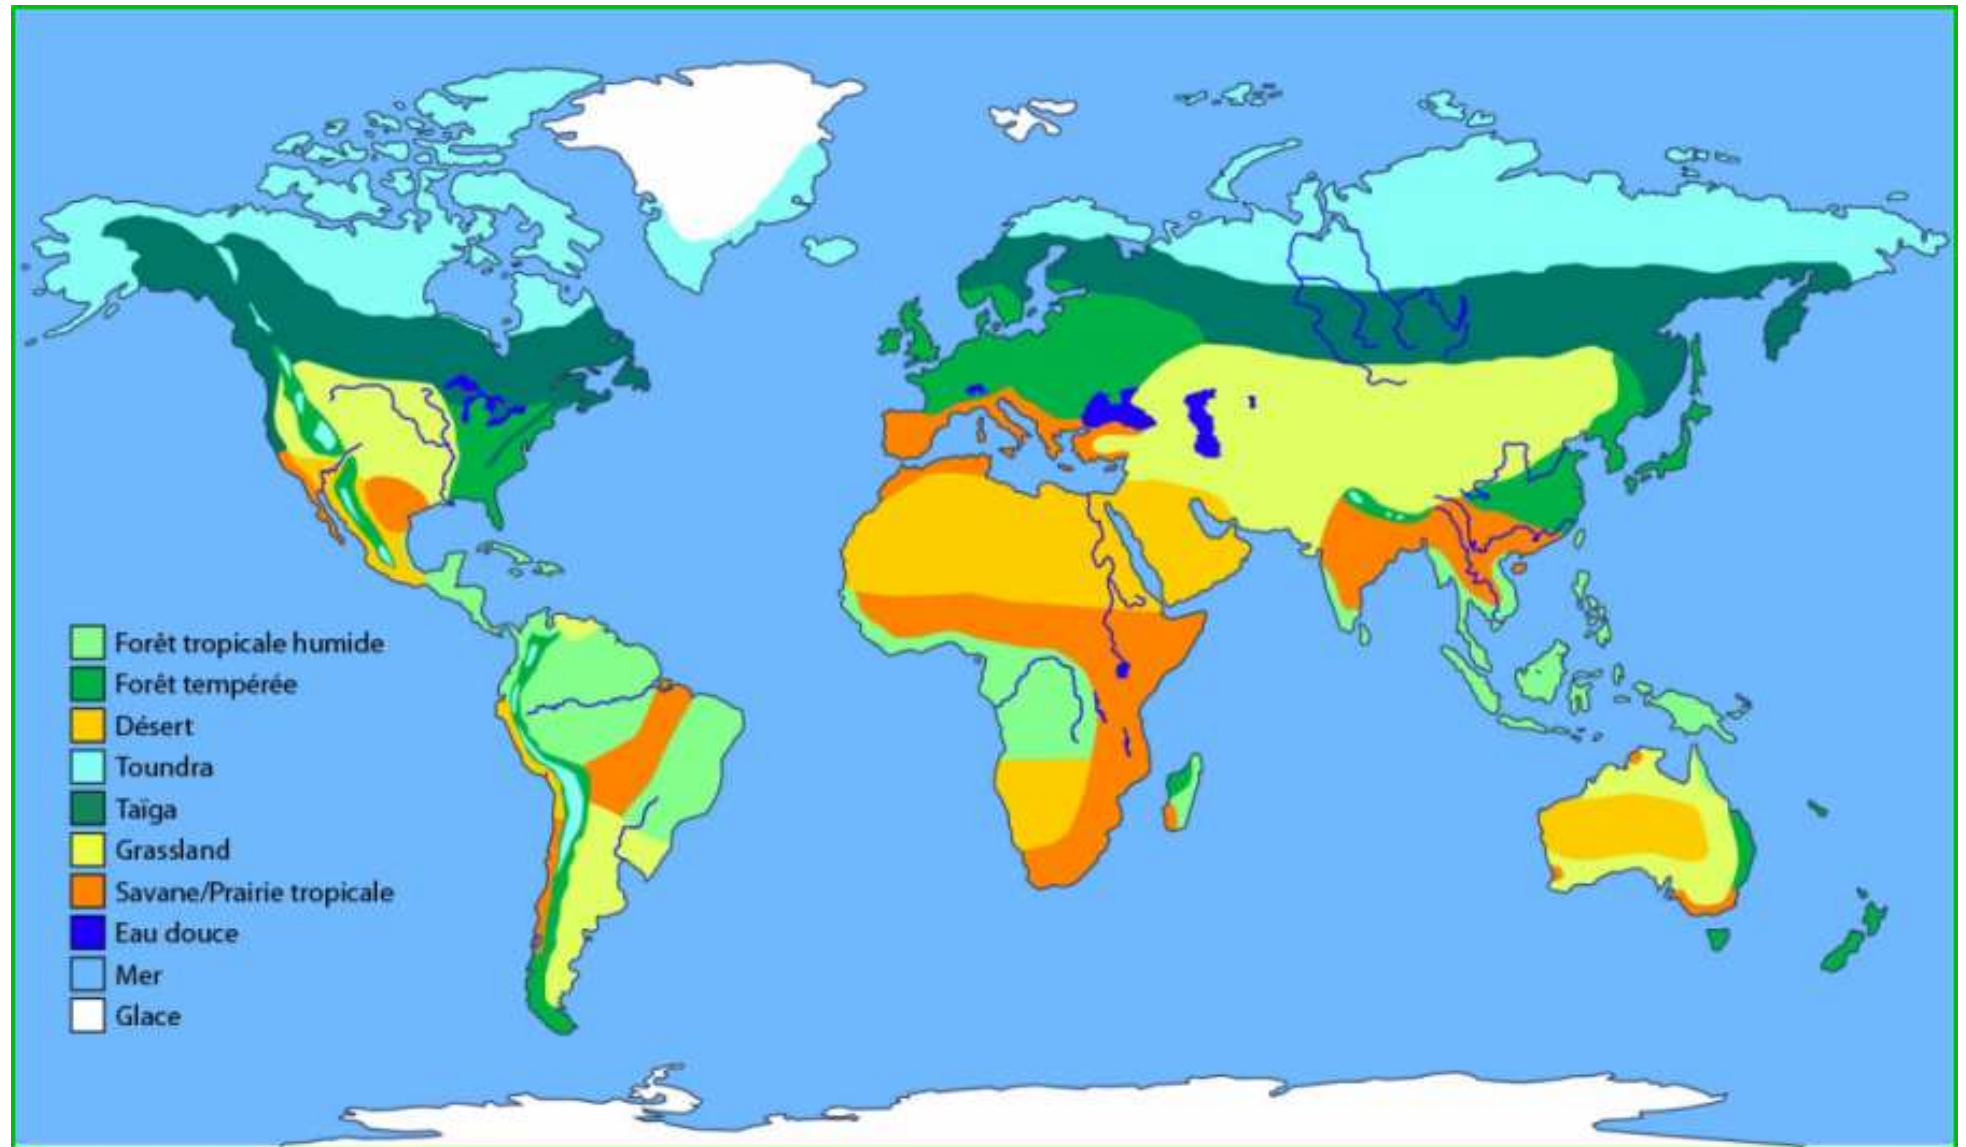 Forêt tropicale humide
Forêt tempérée
Désert
Toundra
Taïga
Grassland
Savane/Prairie tropicale
Eau douce
Mer
Glace